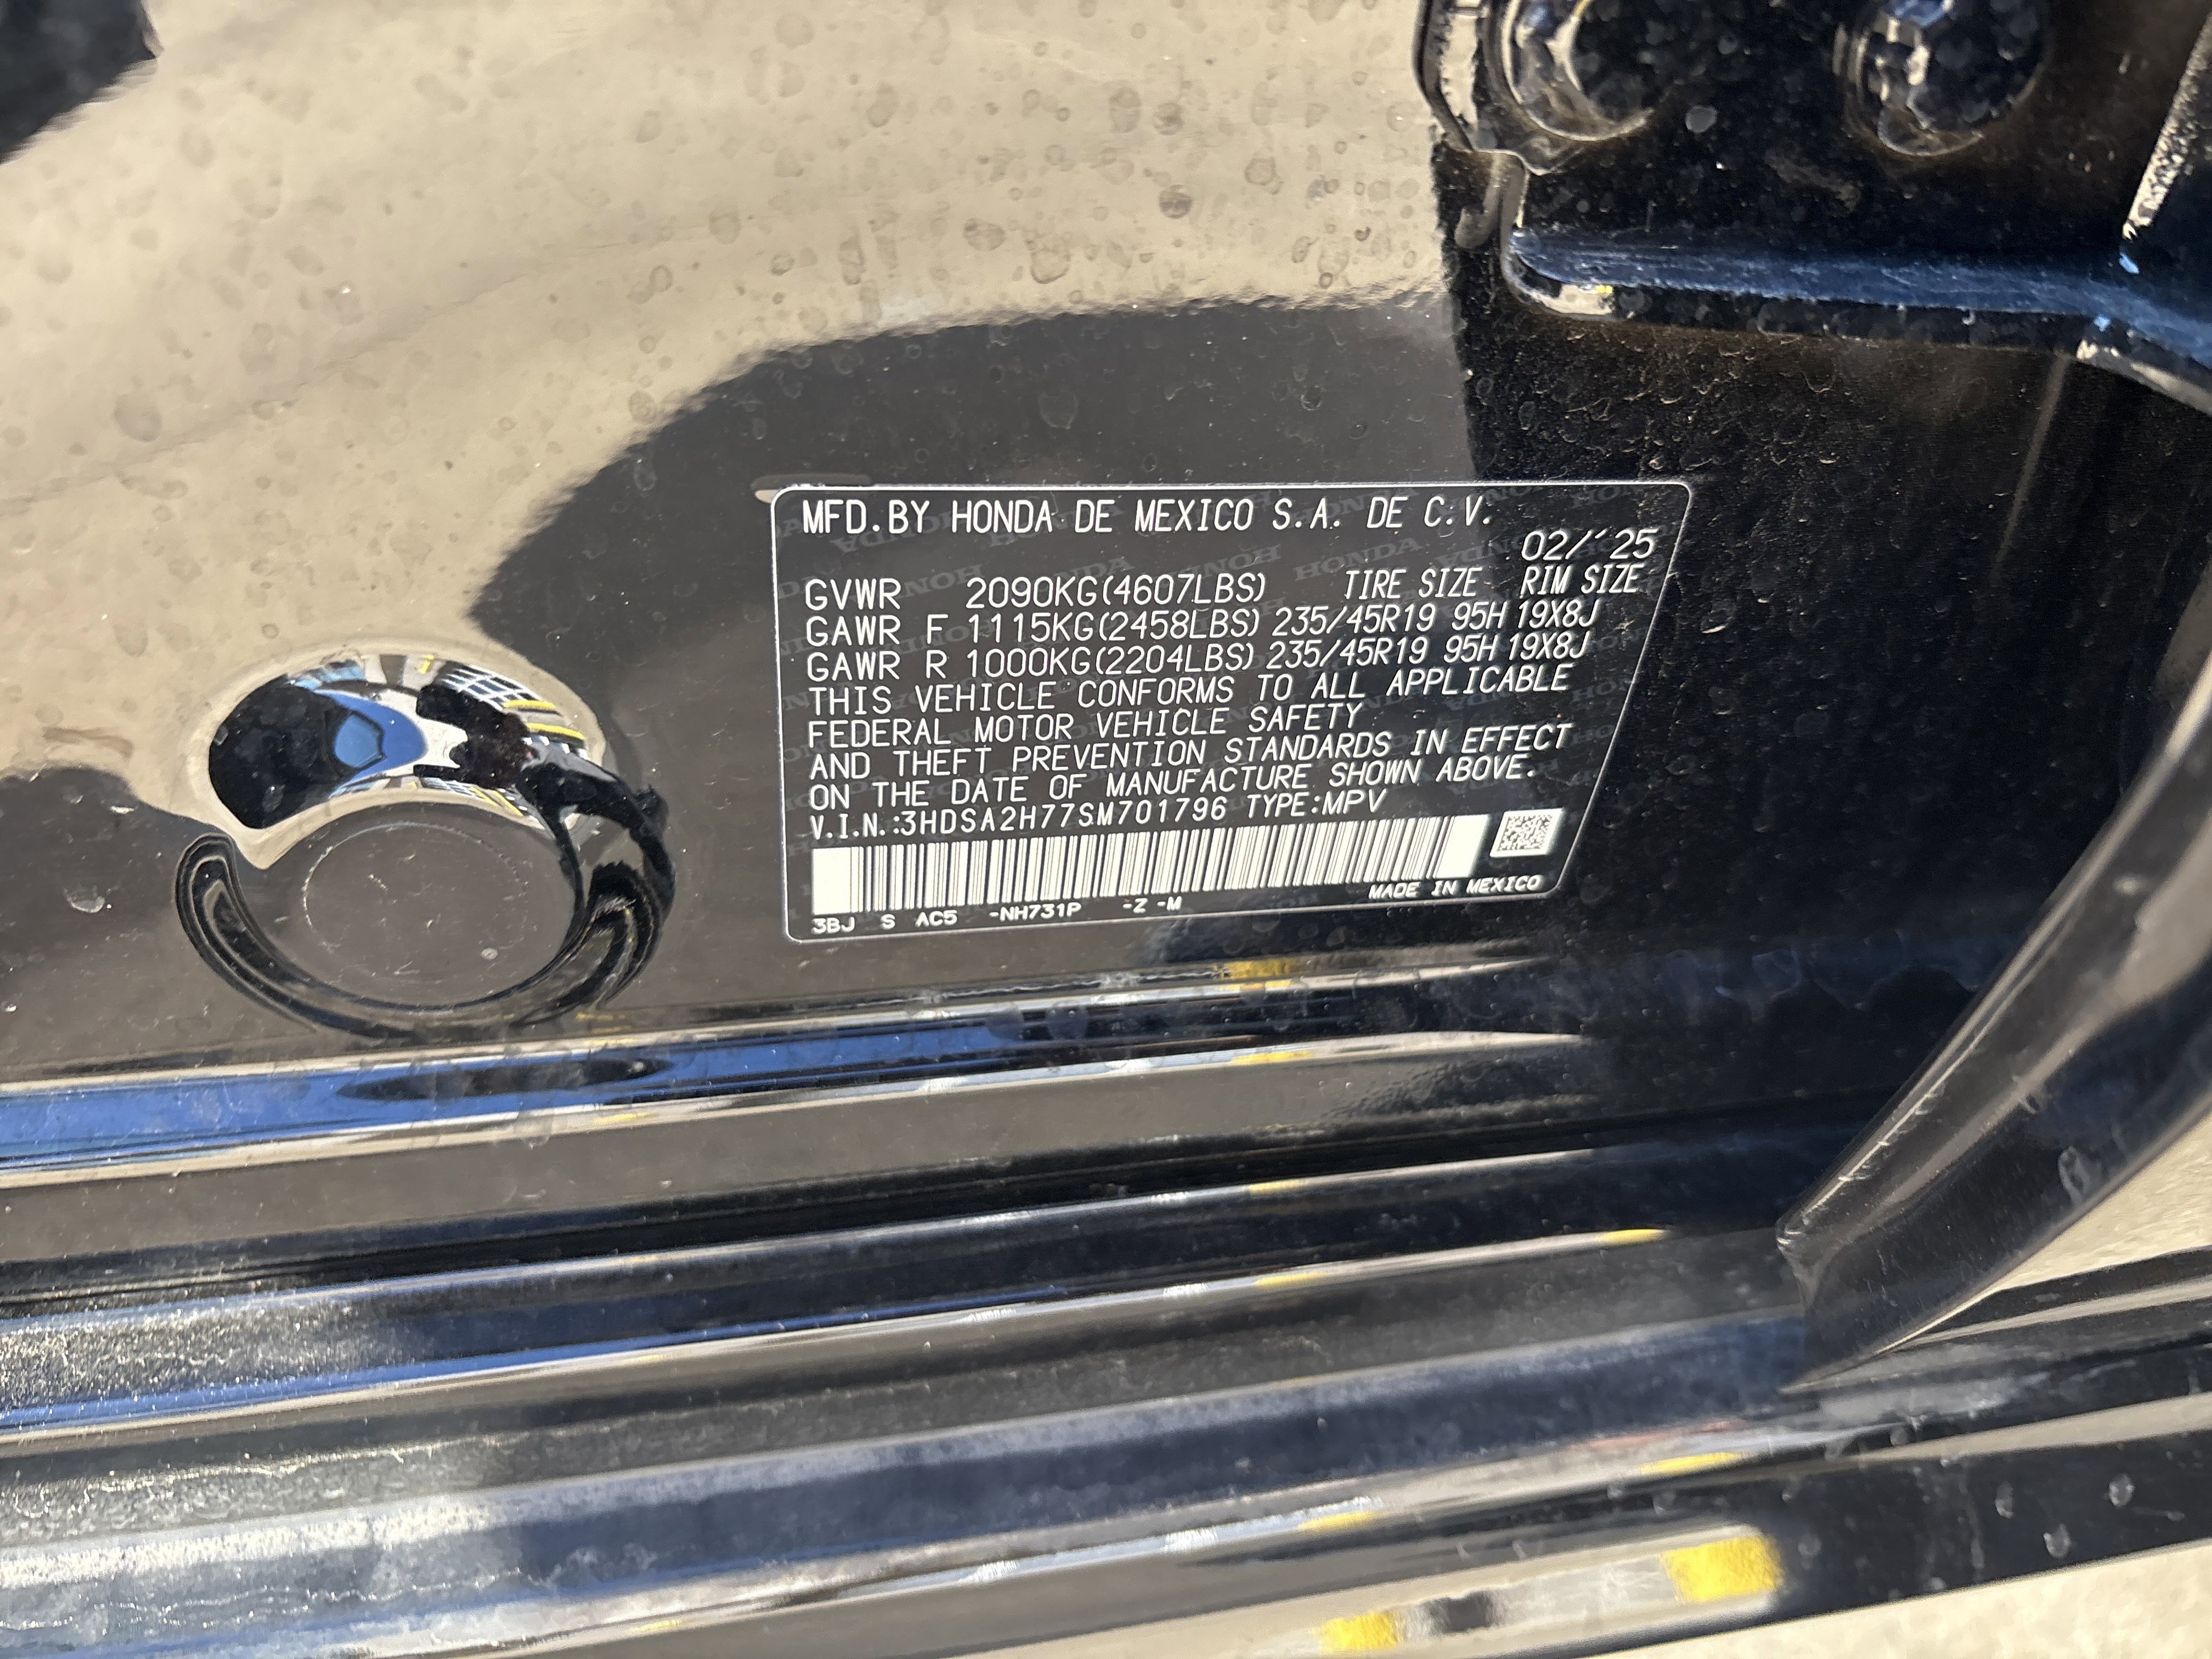 MFD.BY HONDA DE MEXICO S.A. DE C.V.
02/´25
GVWR 2090KG(4607LBS) TIRE SIZE RIM SIZE
GAWR F 1115KG(2458LBS) 235/45R19 95H 19X8J
GAWR R 1000KG(2204LBS) 235/45R19 95H 19X8J
THIS VEHICLE CONFORMS TO ALL APPLICABLE
FEDERAL MOTOR VEHICLE SAFETY
AND THEFT PREVENTION STANDARDS IN EFFECT
ON THE DATE OF MANUFACTURE SHOWN ABOVE.
V.I.N.:3HDSA2H77SM701796 TYPE:MPV
MADE IN MEXICO
3BJ S AC5 -NH731P -Z -M